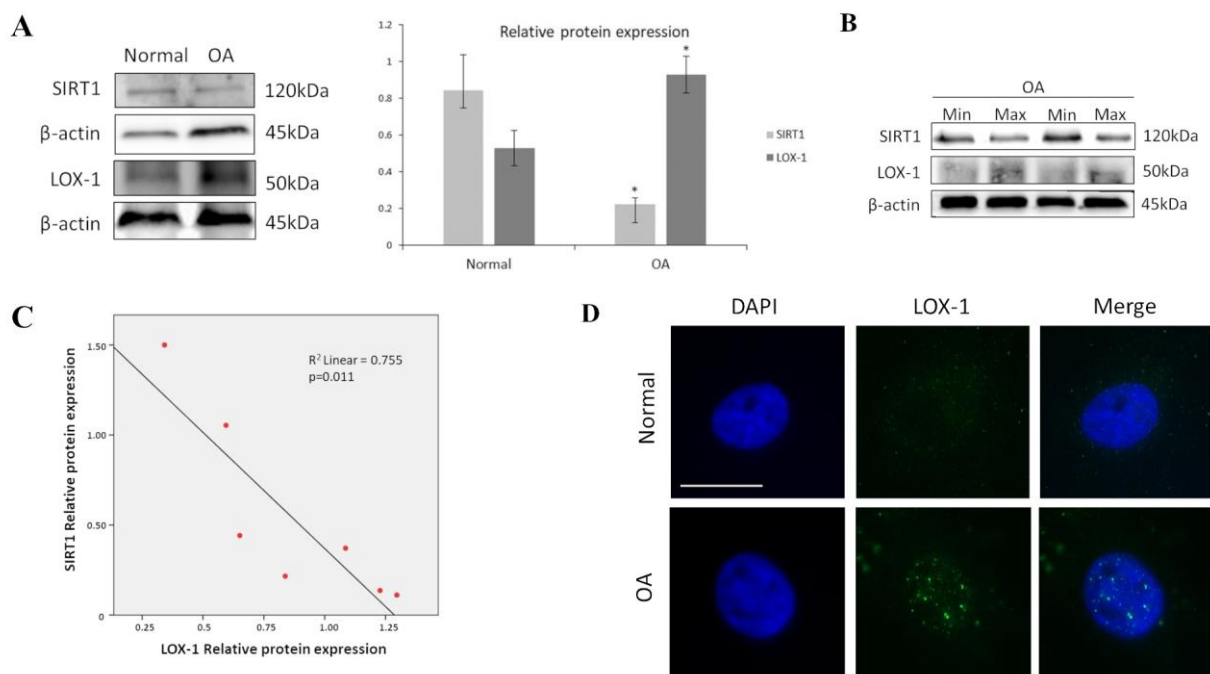 A
Normal OA
SIRT1 120kDa
β-actin 45kDa
LOX-1 50kDa
β-actin 45kDa
Relative protein expression
1.2
1
0.8
0.6
0.4
0.2
0
*
*
SIRT1
LOX-1
Normal OA
B
OA
Min Max Min Max
SIRT1 120kDa
LOX-1 50kDa
β-actin 45kDa
C
SIRT1 Relative protein expression
1.50
1.00
0.50
0
R² Linear = 0.755
p=0.011
0.25 0.5 0.75 1.00 1.25
LOX-1 Relative protein expression
D
DAPI LOX-1 Merge
Normal
OA